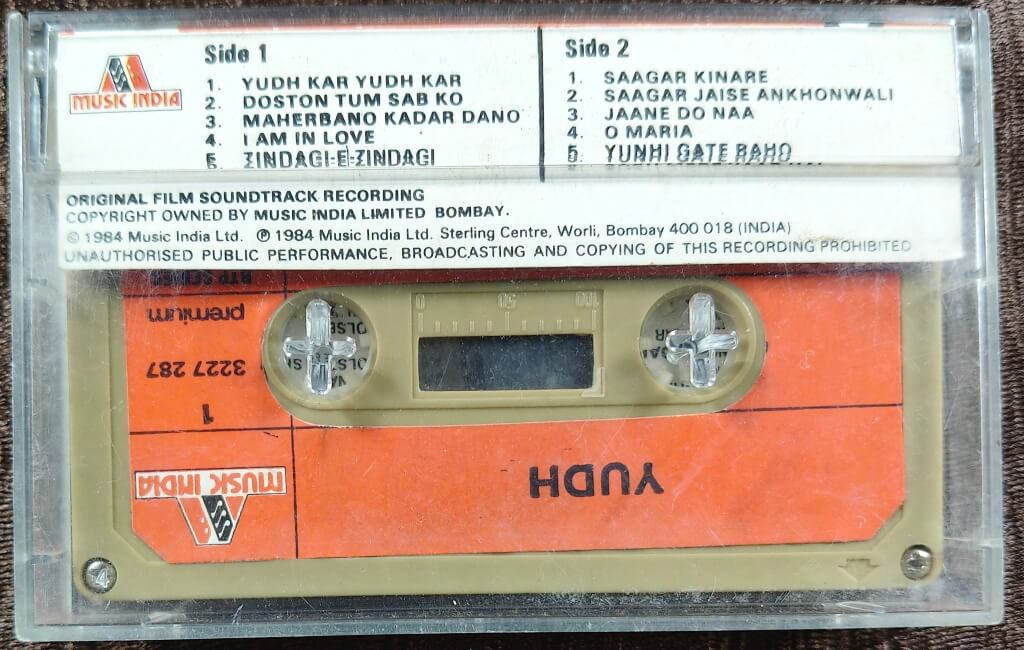 MUSIC INDIA
Side 1
1. YUDH KAR YUDH KAR
2. DOSTON TUM SAB KO
3. MAHERBANO KADAR DANO
4. I AM IN LOVE
5. ZINDAGI-E-ZINDAGI
Side 2
1. SAAGAR KINARE
2. SAAGAR JAISE ANKHONWALI
3. JAANE DO NAA
4. O MARIA
5. YUNHI GATE RAHO
ORIGINAL FILM SOUNDTRACK RECORDING
COPYRIGHT OWNED BY MUSIC INDIA LIMITED BOMBAY.
© 1984 Music India Ltd. ℗ 1984 Music India Ltd. Sterling Centre, Worli, Bombay 400 018 (INDIA)
UNAUTHORISED PUBLIC PERFORMANCE, BROADCASTING AND COPYING OF THIS RECORDING PROHIBITED
premium
3227 287
1
0 50 100
YUDH
MUSIC INDIA
4